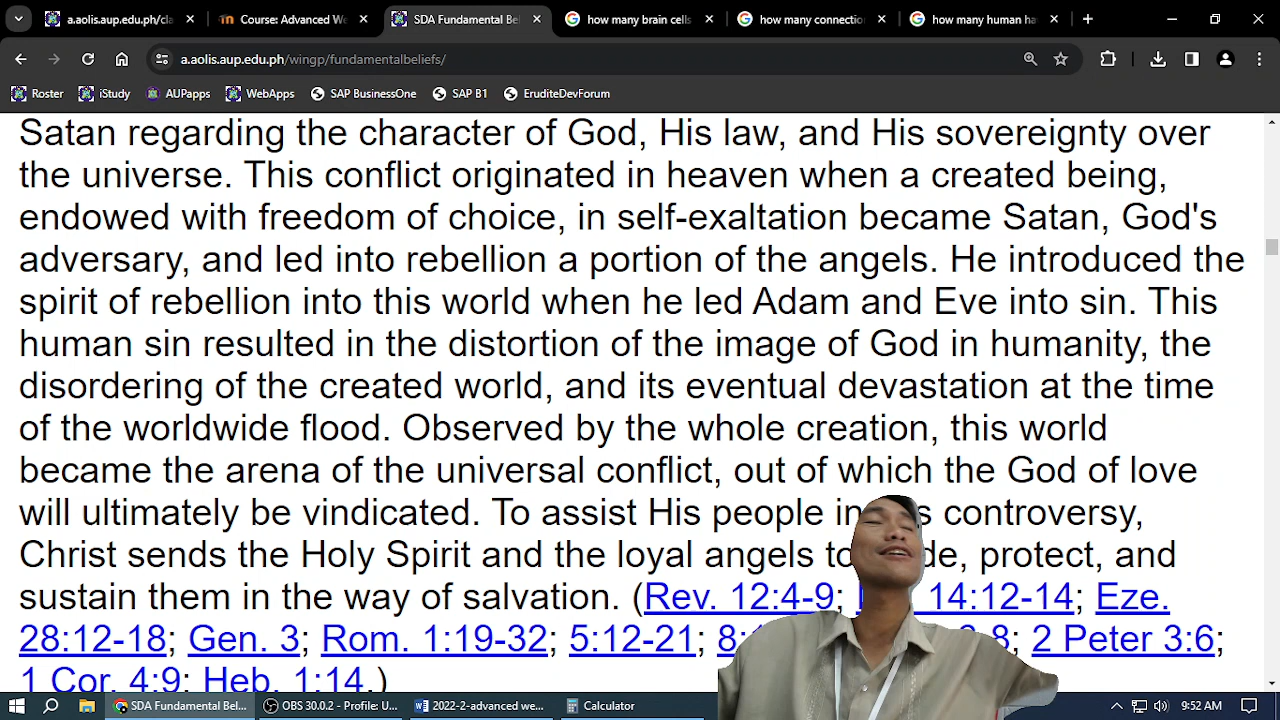 a.aolis.aup.edu.ph/cla
Course: Advanced We
SDA Fundamental Bel
how many brain cells
how many connection
how many human ha
a.aolis.aup.edu.ph/wingp/fundamentalbeliefs/
Roster iStudy AUPapps WebApps SAP BusinessOne SAP B1 EruditeDevForum
Satan regarding the character of God, His law, and His sovereignty over
the universe. This conflict originated in heaven when a created being,
endowed with freedom of choice, in self-exaltation became Satan, God's
adversary, and led into rebellion a portion of the angels. He introduced the
spirit of rebellion into this world when he led Adam and Eve into sin. This
human sin resulted in the distortion of the image of God in humanity, the
disordering of the created world, and its eventual devastation at the time
of the worldwide flood. Observed by the whole creation, this world
became the arena of the universal conflict, out of which the God of love
will ultimately be vindicated. To assist His people in controversy,
Christ sends the Holy Spirit and the loyal angels to protect, and
sustain them in the way of salvation. (Rev. 12:4-9; 14:12-14; Eze.
28:12-18; Gen. 3; Rom. 1:19-32; 5:12-21; 2 Peter 3:6;
1 Cor. 4:9; Heb. 1:14.)
SDA Fundamental Bel... OBS 30.0.2 - Profile: U... 2022-2-advanced we... Calculator 9:52 AM